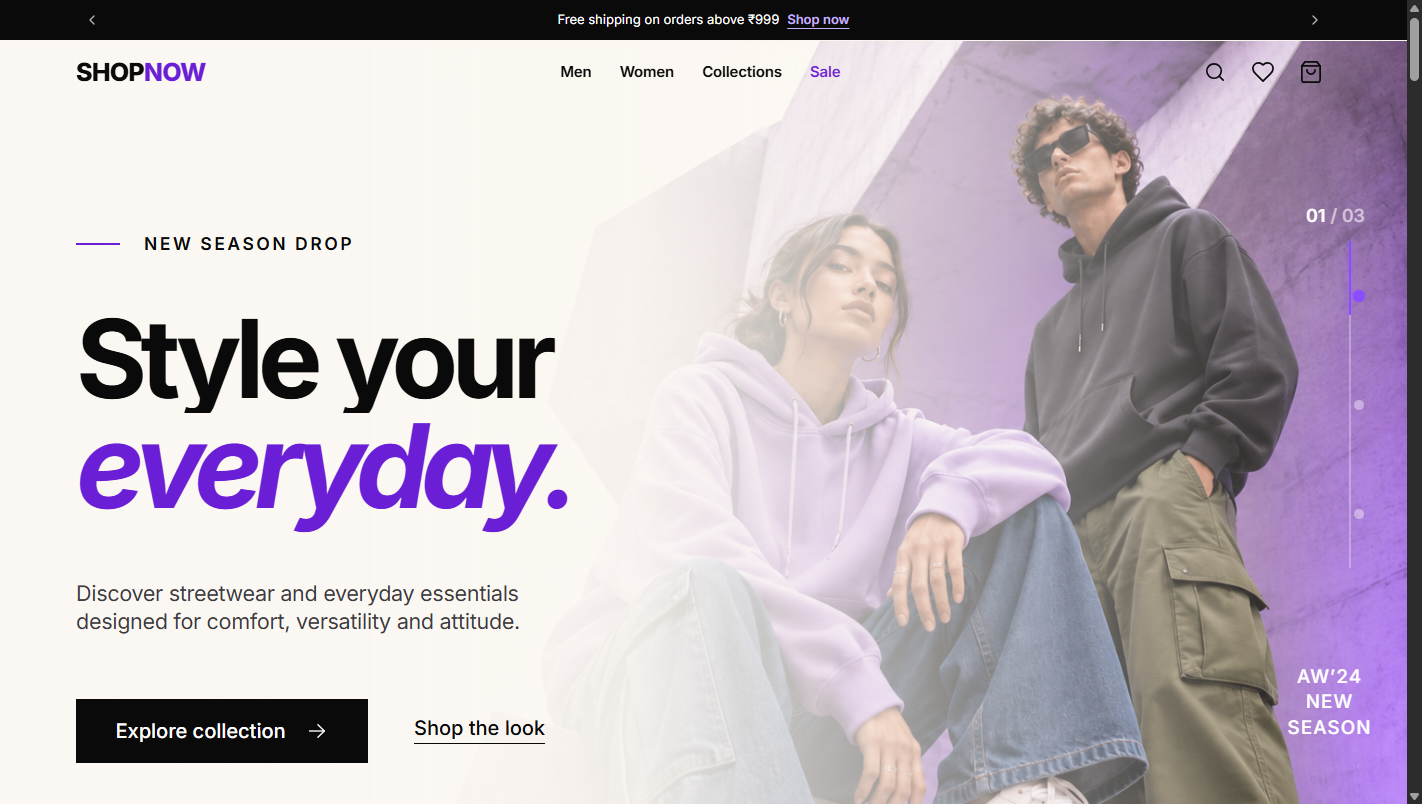 Free shipping on orders above ₹999 Shop now
SHOPNOW
Men Women Collections Sale
01 / 03
NEW SEASON DROP
Style your
everyday.
Discover streetwear and everyday essentials
designed for comfort, versatility and attitude.
Explore collection
Shop the look
AW'24
NEW
SEASON